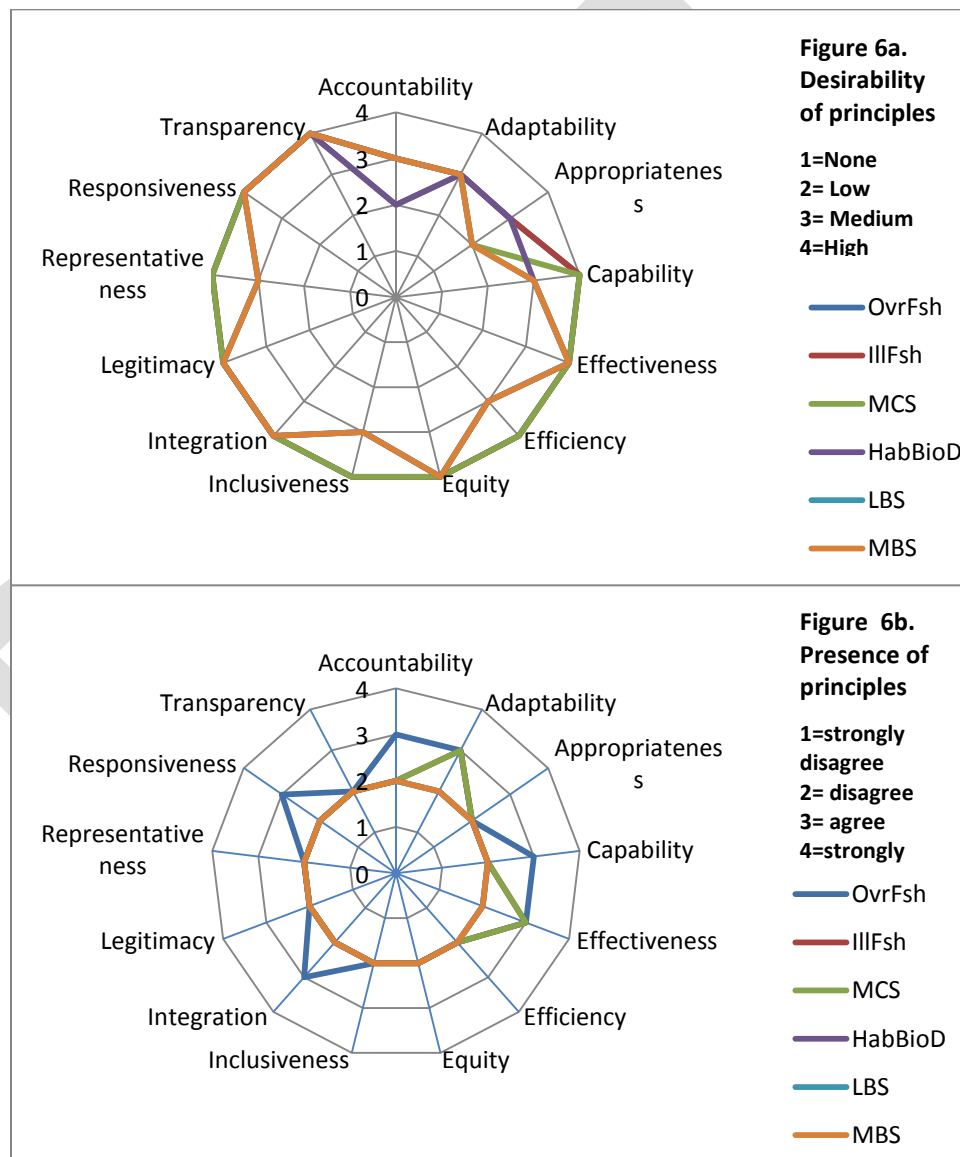 Figure 6a.
Desirability
of principles
1=None
2= Low
3= Medium
4=High
OvrFsh
IllFsh
MCS
HabBioD
LBS
MBS
Accountability
Adaptability
Appropriatenes
s
Capability
Effectiveness
Efficiency
Equity
Inclusiveness
Integration
Legitimacy
Representative
ness
Responsiveness
Transparency
4
3
2
1
0
Figure 6b.
Presence of
principles
1=strongly
disagree
2= disagree
3= agree
4=strongly
OvrFsh
IllFsh
MCS
HabBioD
LBS
MBS
Accountability
Adaptability
Appropriatenes
s
Capability
Effectiveness
Efficiency
Equity
Inclusiveness
Integration
Legitimacy
Representative
ness
Responsiveness
Transparency
4
3
2
1
0